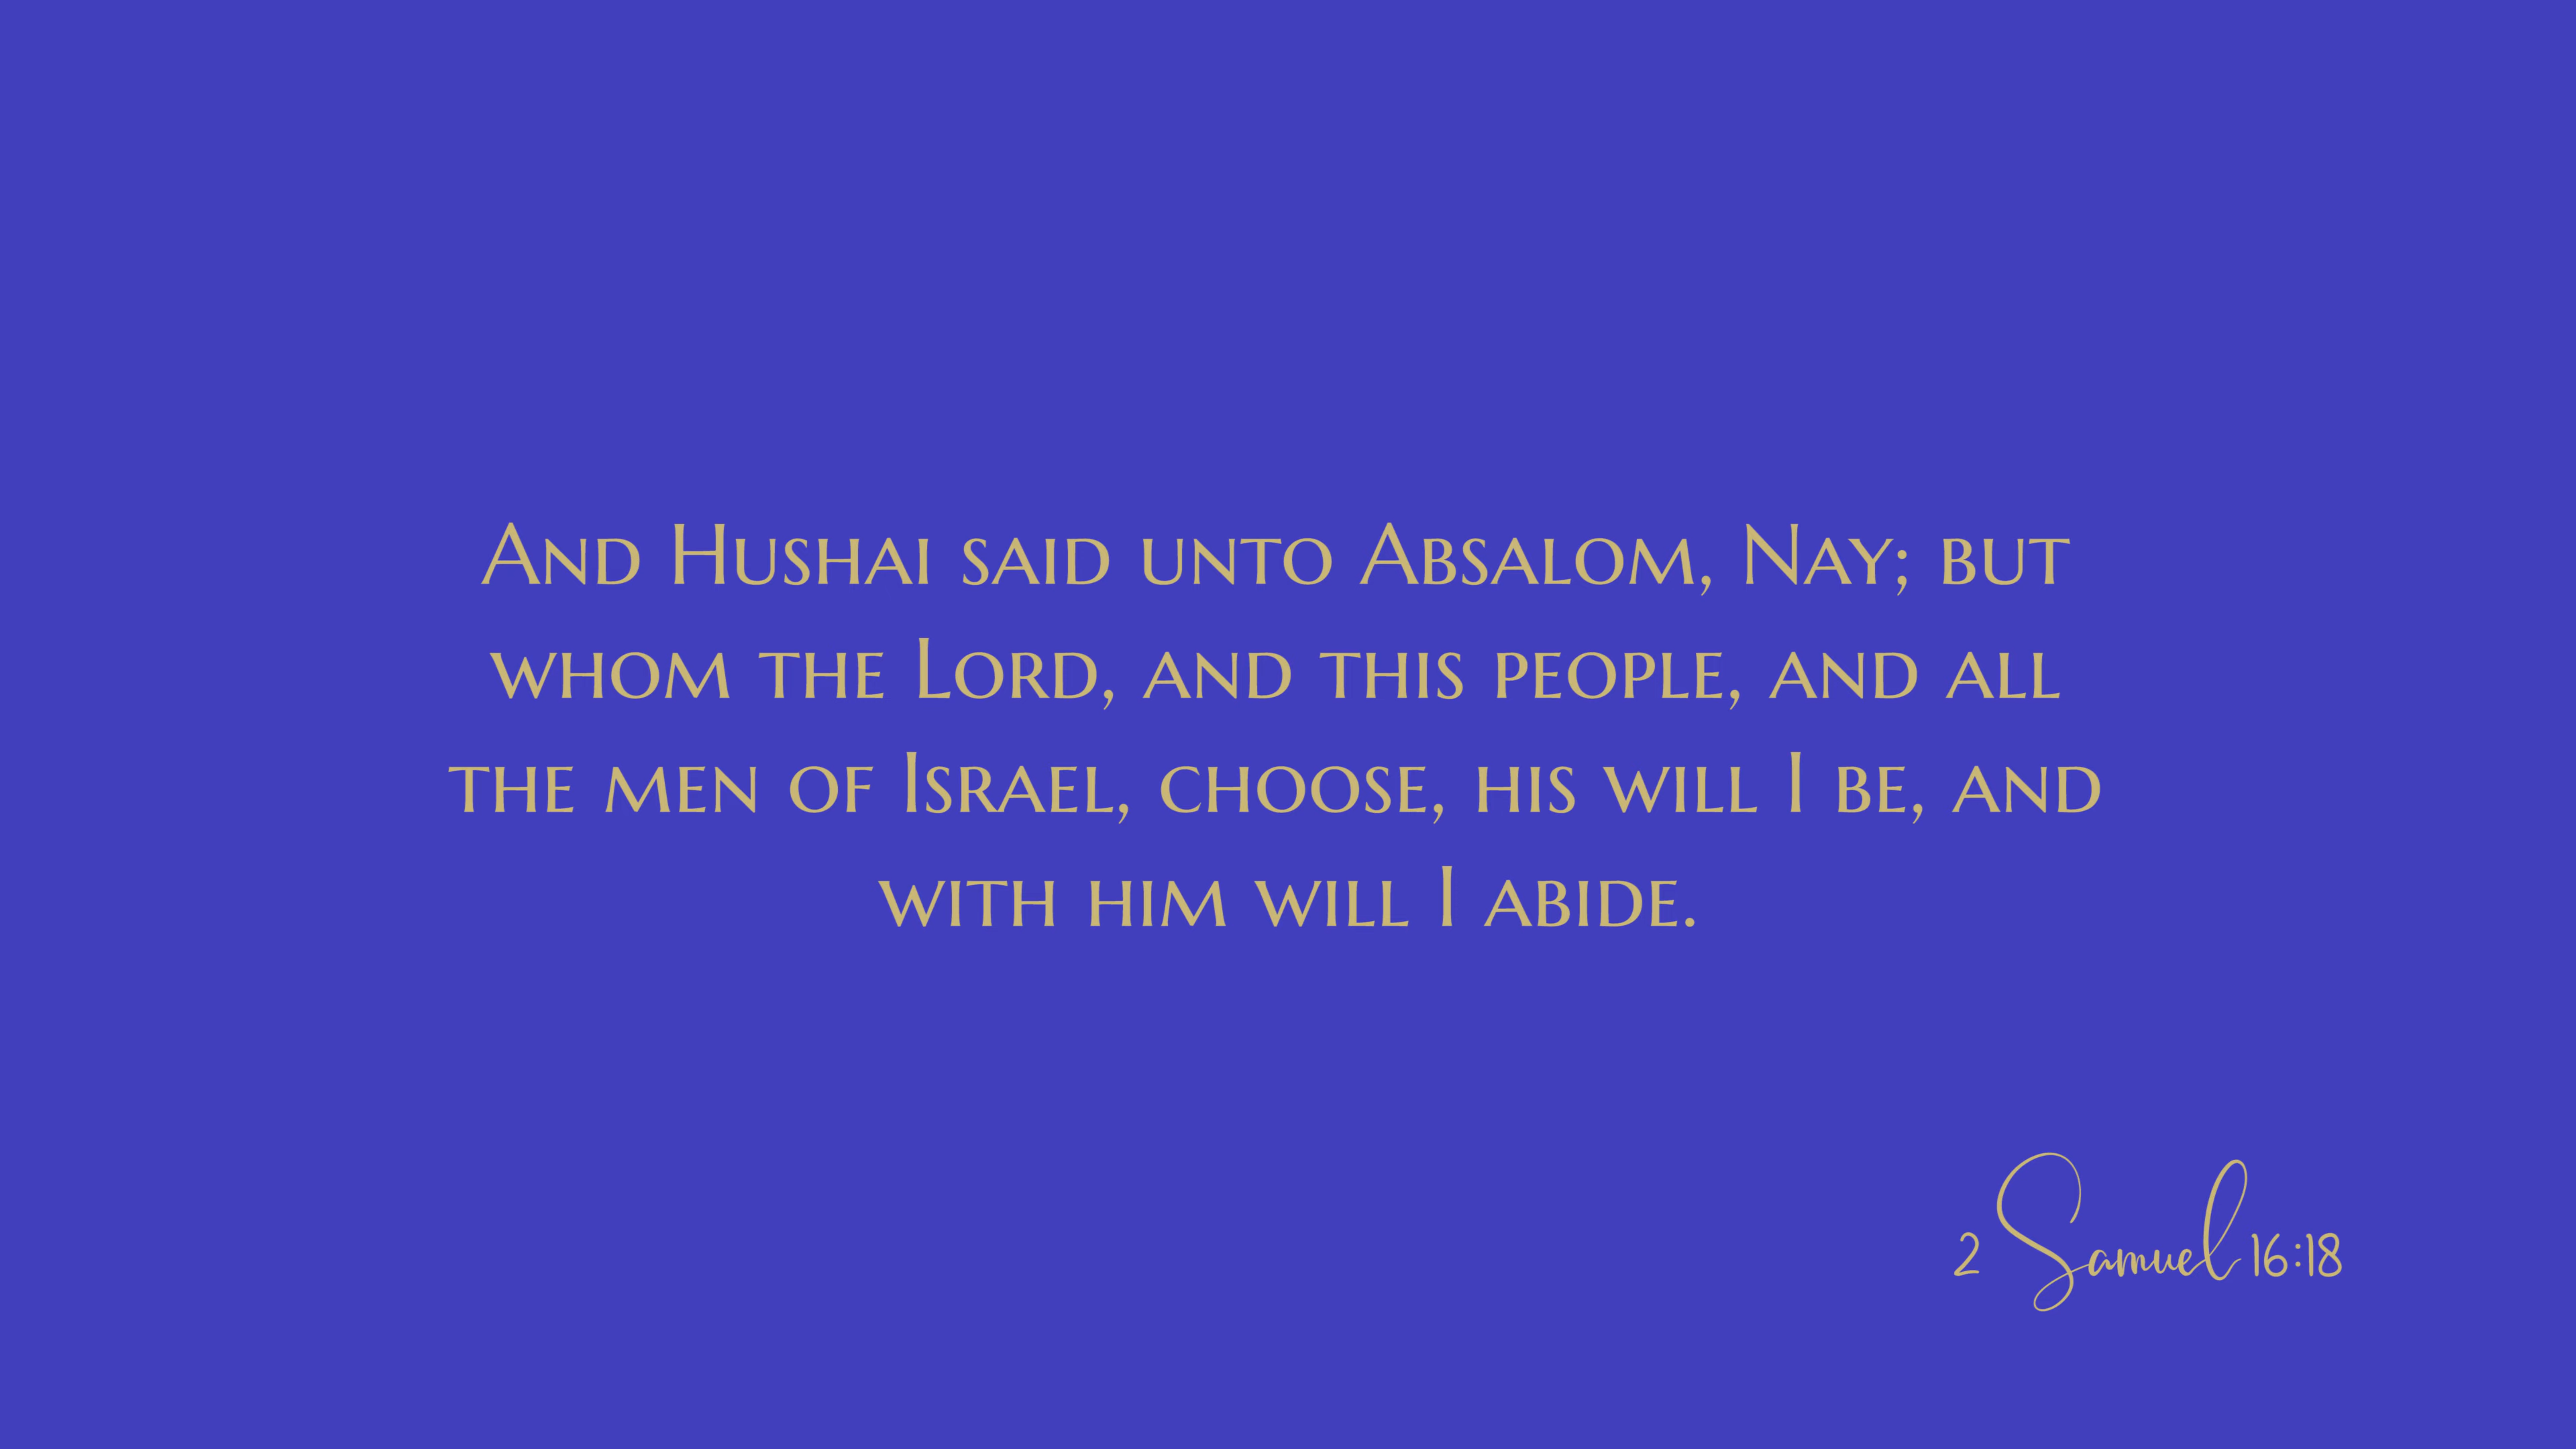 And Hushai said unto Absalom, Nay; but
whom the Lord, and this people, and all
the men of Israel, choose, his will I be, and
with him will I abide.
2 Samuel 16:18